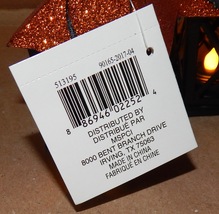 513195 90165-2017-04
8 86946 02252 4
DISTRIBUTED BY
DISTRIBUÉ PAR
MSPCI
8000 BENT BRANCH DRIVE
IRVING, TX 75063
MADE IN CHINA
FABRIQUÉ EN CHINE